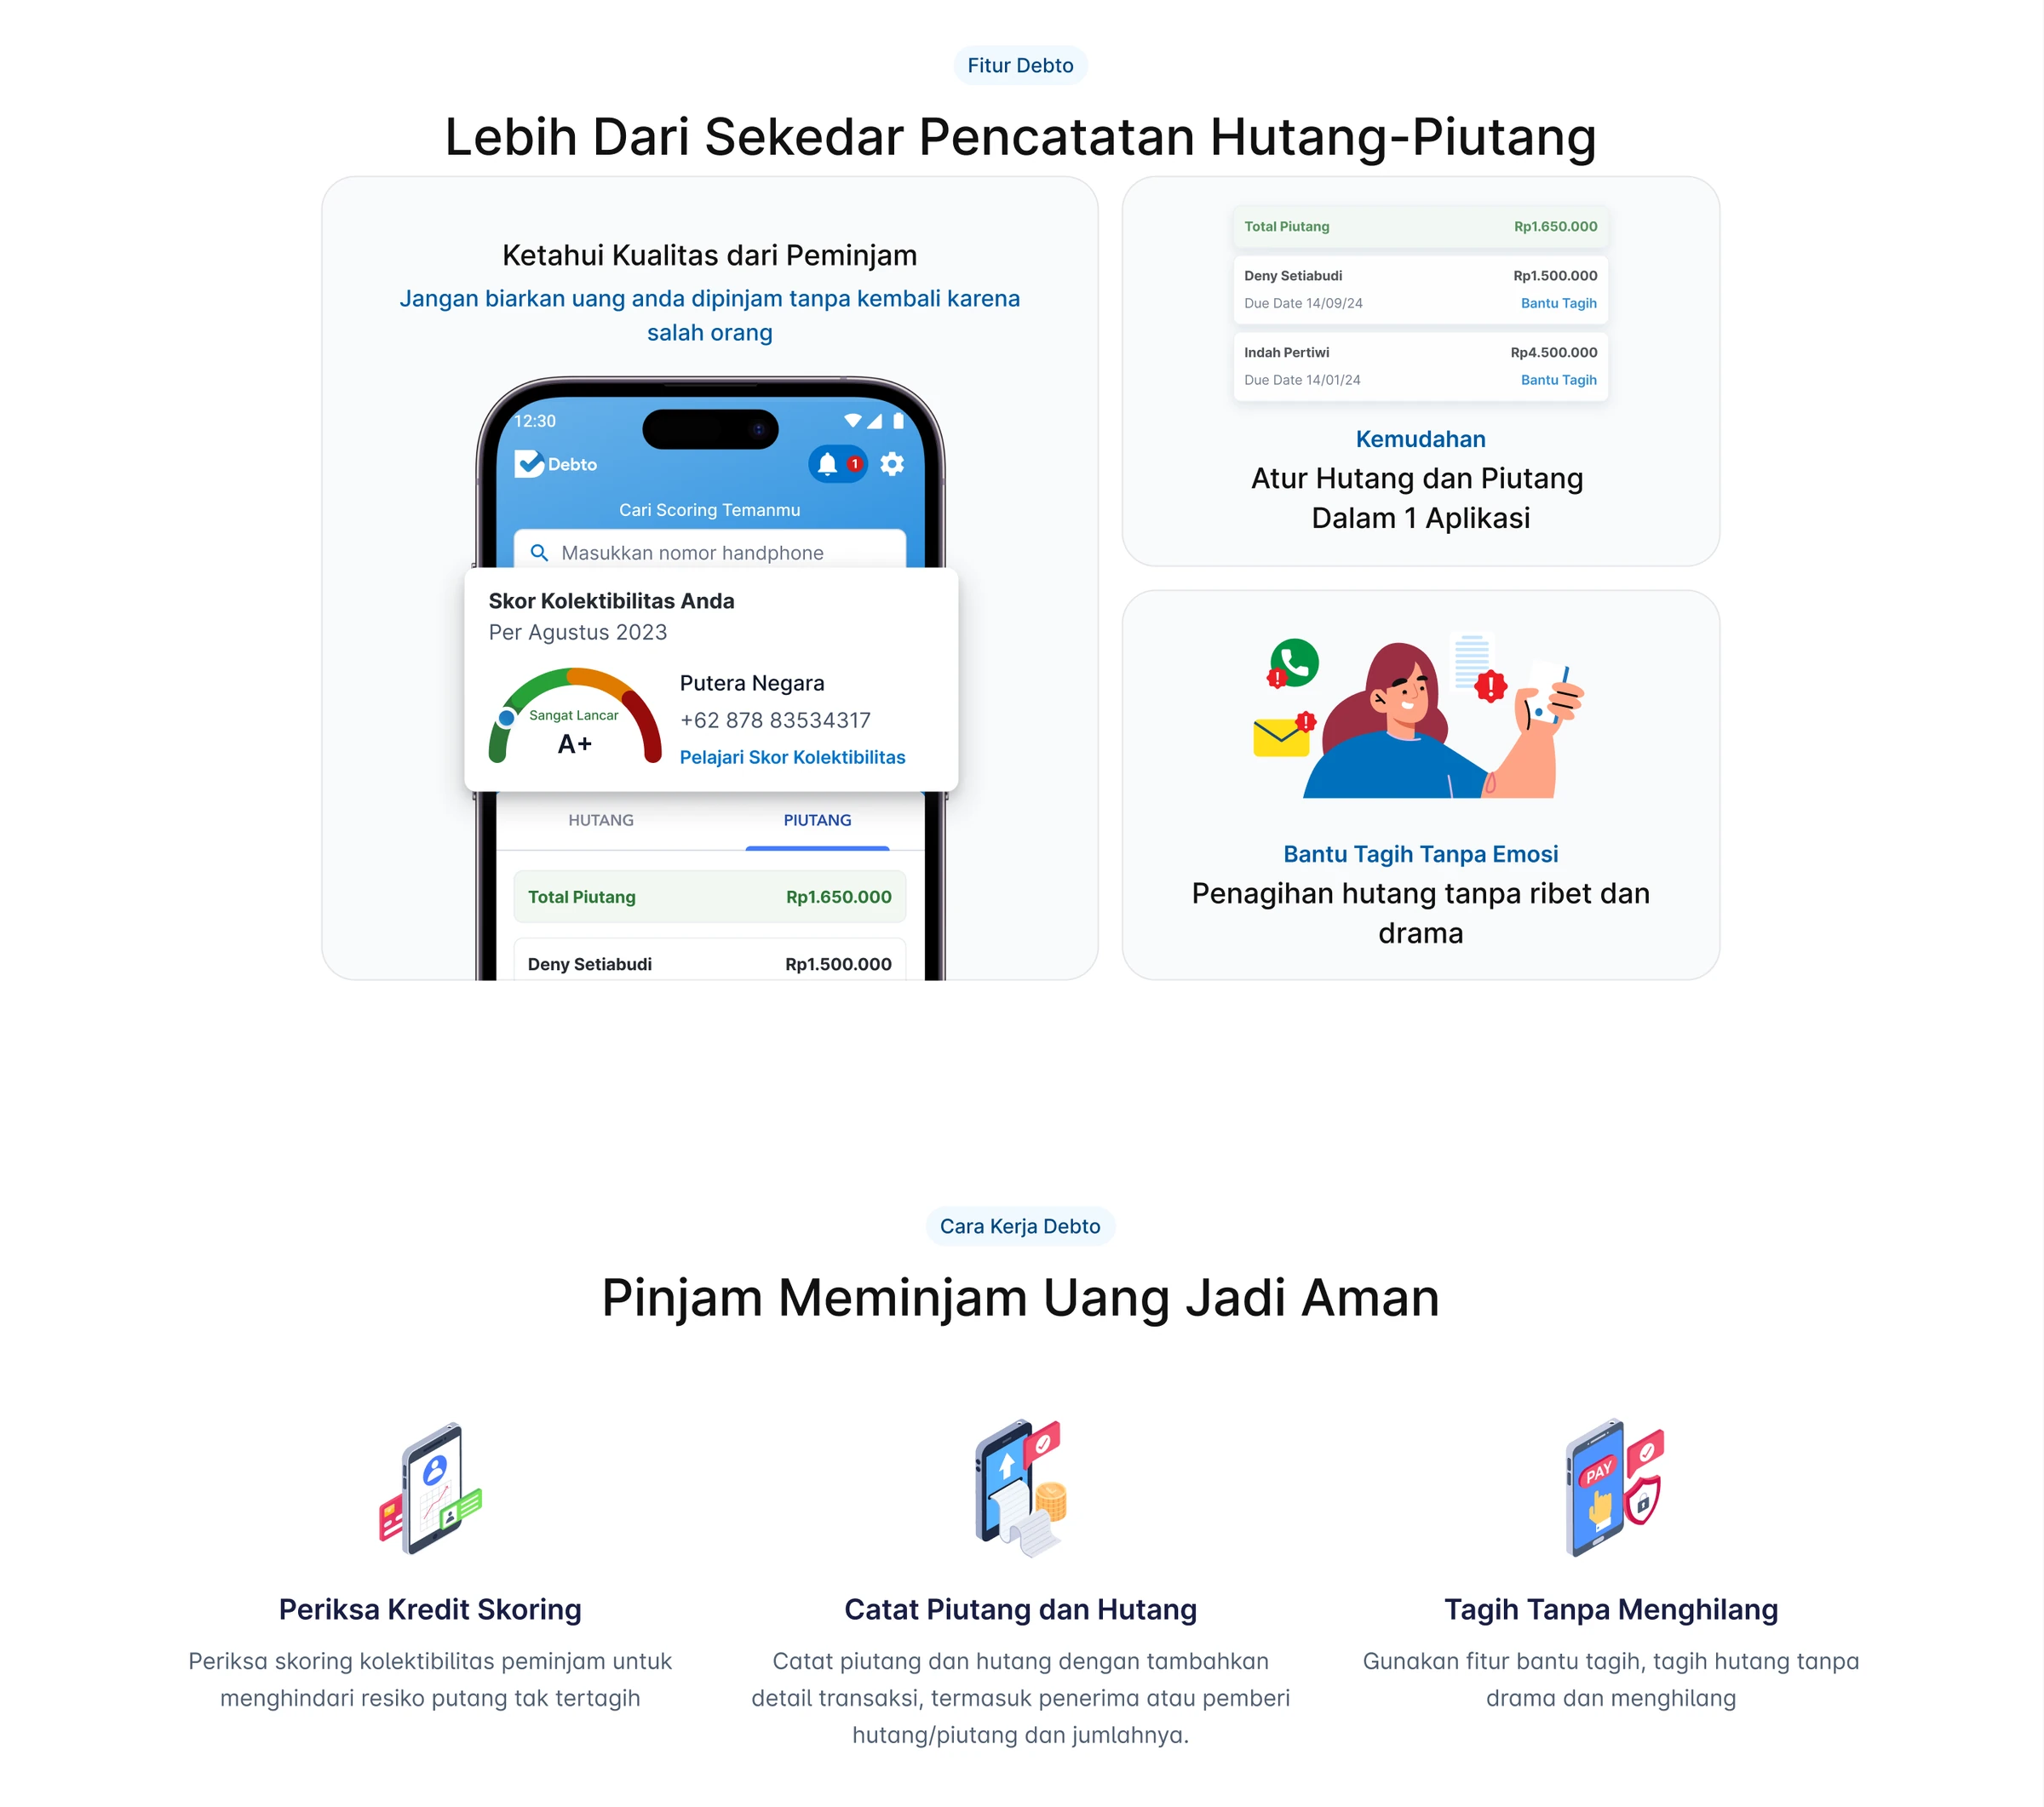 Fitur Debto
Lebih Dari Sekedar Pencatatan Hutang-Piutang
Ketahui Kualitas dari Peminjam
Jangan biarkan uang anda dipinjam tanpa kembali karena
salah orang
12:30
Debto
1
Cari Scoring Temanmu
Masukkan nomor handphone
Skor Kolektibilitas Anda
Per Agustus 2023
Sangat Lancar
A+
Putera Negara
+62 878 83534317
Pelajari Skor Kolektibilitas
HUTANG PIUTANG
Total Piutang Rp1.650.000
Deny Setiabudi Rp1.500.000
Total Piutang Rp1.650.000
Deny Setiabudi Rp1.500.000
Due Date 14/09/24 Bantu Tagih
Indah Pertiwi Rp4.500.000
Due Date 14/01/24 Bantu Tagih
Kemudahan
Atur Hutang dan Piutang
Dalam 1 Aplikasi
Bantu Tagih Tanpa Emosi
Penagihan hutang tanpa ribet dan
drama
Cara Kerja Debto
Pinjam Meminjam Uang Jadi Aman
Periksa Kredit Skoring
Periksa skoring kolektibilitas peminjam untuk
menghindari resiko putang tak tertagih
Catat Piutang dan Hutang
Catat piutang dan hutang dengan tambahkan
detail transaksi, termasuk penerima atau pemberi
hutang/piutang dan jumlahnya.
PAY
Tagih Tanpa Menghilang
Gunakan fitur bantu tagih, tagih hutang tanpa
drama dan menghilang